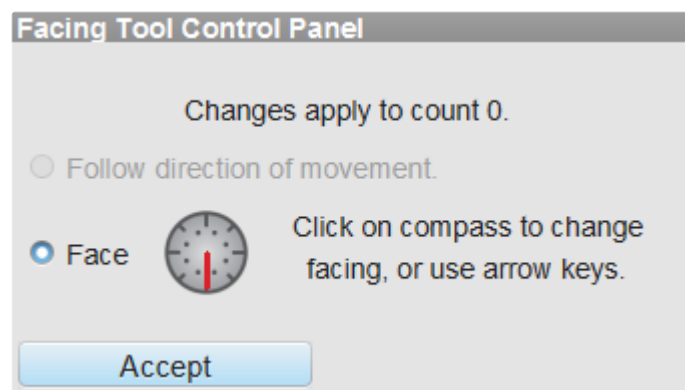 Facing Tool Control Panel
Changes apply to count 0.
Follow direction of movement.
Face
Click on compass to change
facing, or use arrow keys.
Accept